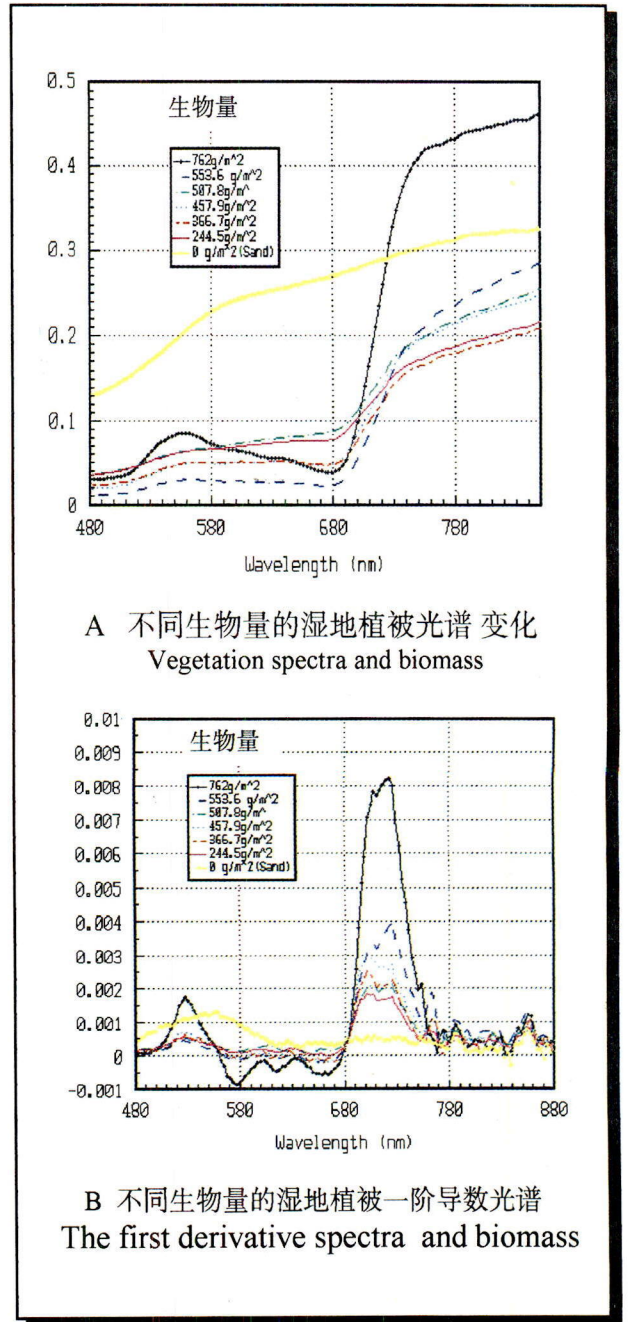 0.5
0.4
0.3
0.2
0.1
0
生物量
762g/m^2
553.6 g/m^2
507.8g/m^
457.9g/m^2
366.7g/m^2
244.5g/m^2
0 g/m^2(Sand)
480 580 680 780
Wavelength (nm)
A 不同生物量的湿地植被光谱 变化
Vegetation spectra and biomass
0.01
0.009
0.008
0.007
0.006
0.005
0.004
0.003
0.002
0.001
0
-0.001
生物量
762g/m^2
553.6 g/m^2
507.8g/m^
457.9g/m^2
366.7g/m^2
244.5g/m^2
0 g/m^2(Sand)
480 580 680 780 880
Wavelength (nm)
B 不同生物量的湿地植被一阶导数光谱
The first derivative spectra and biomass